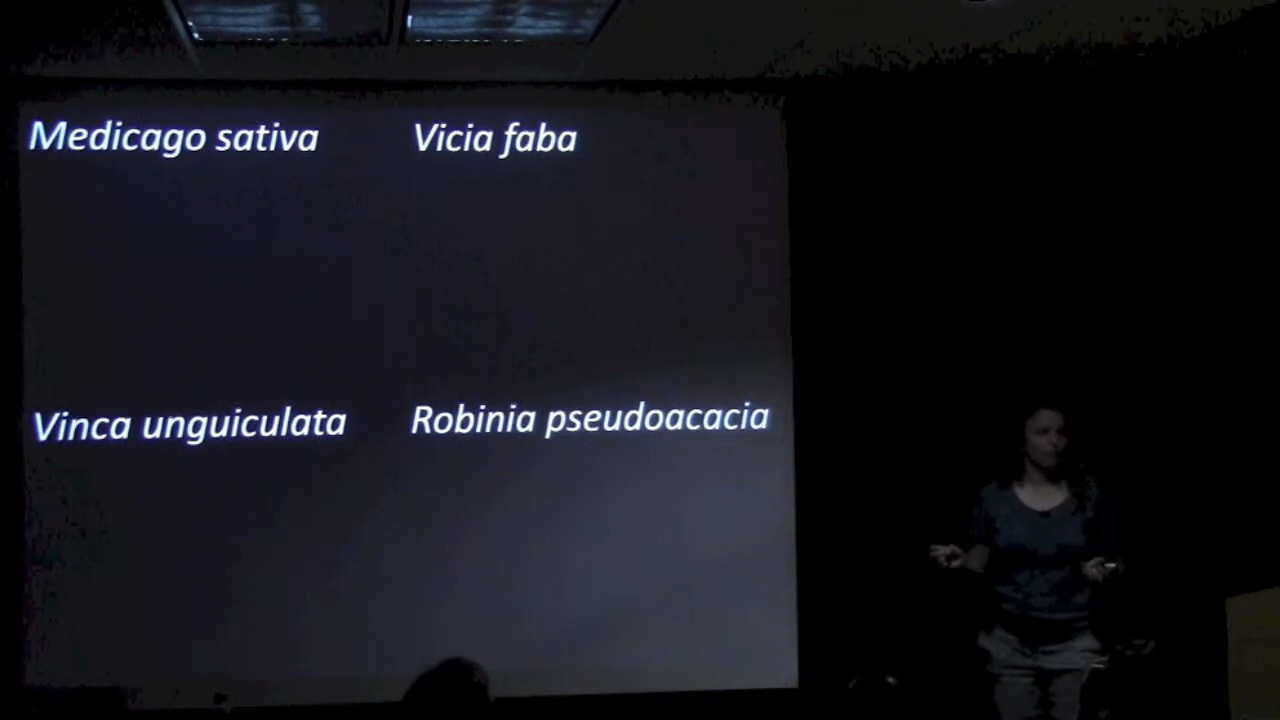 Medicago sativa
Vicia faba
Vinca unguiculata
Robinia pseudoacacia